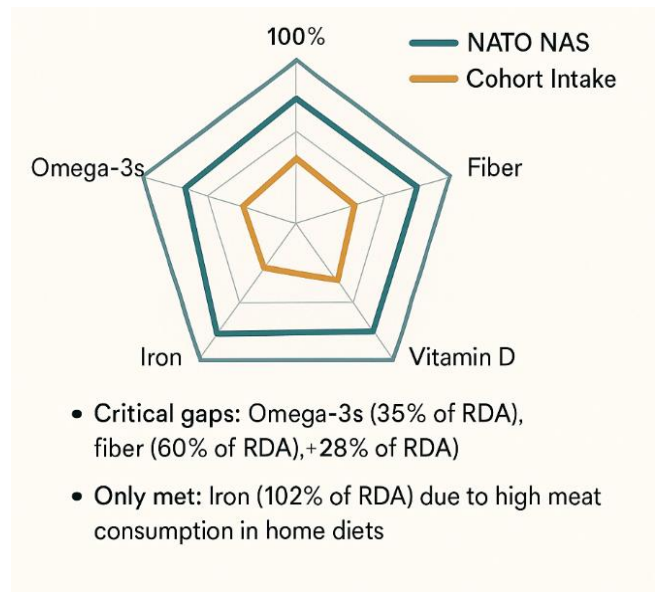 100%
NATO NAS
Cohort Intake
Omega-3s
Fiber
Iron
Vitamin D
• Critical gaps: Omega-3s (35% of RDA),
fiber (60% of RDA),+28% of RDA)
• Only met: Iron (102% of RDA) due to high meat
consumption in home diets